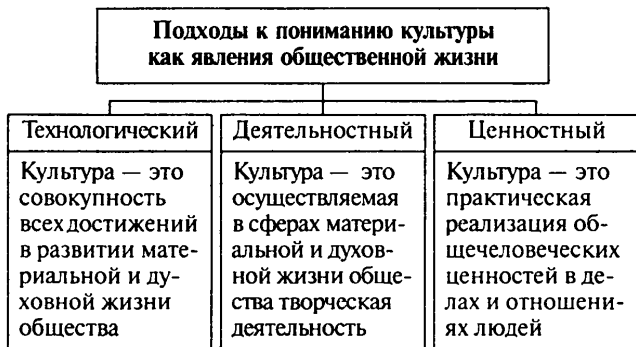 Подходы к пониманию культуры
как явления общественной жизни
Технологический
Культура — это
совокупность
всех достижений
в развитии мате-
риальной и ду-
ховной жизни
общества
Деятельностный
Культура — это
осуществляемая
в сферах матери-
альной и духов-
ной жизни обще-
ства творческая
деятельность
Ценностный
Культура — это
практическая
реализация об-
щечеловеческих
ценностей в де-
лах и отношени-
ях людей